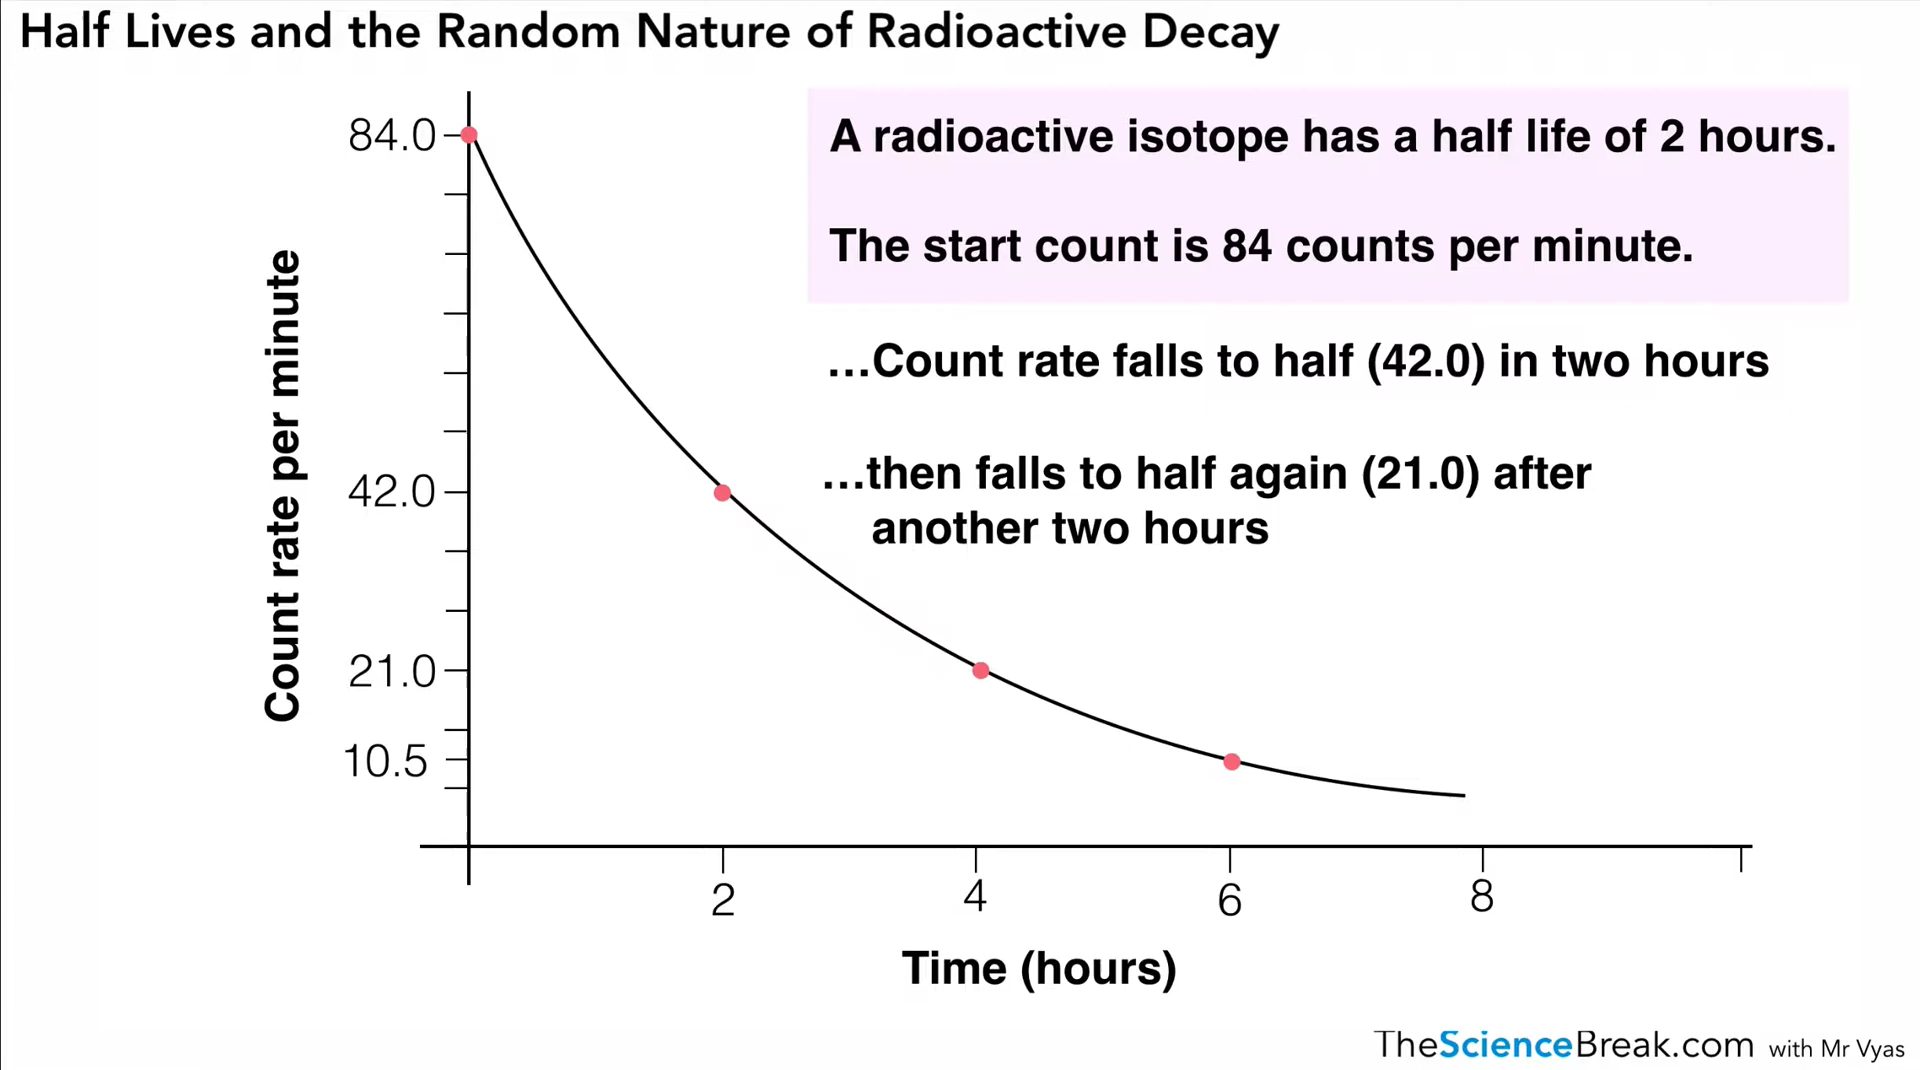 Half Lives and the Random Nature of Radioactive Decay
A radioactive isotope has a half life of 2 hours.
The start count is 84 counts per minute.
...Count rate falls to half (42.0) in two hours
...then falls to half again (21.0) after
another two hours
Count rate per minute
84.0
42.0
21.0
10.5
2 4 6 8
Time (hours)
TheScienceBreak.com with Mr Vyas